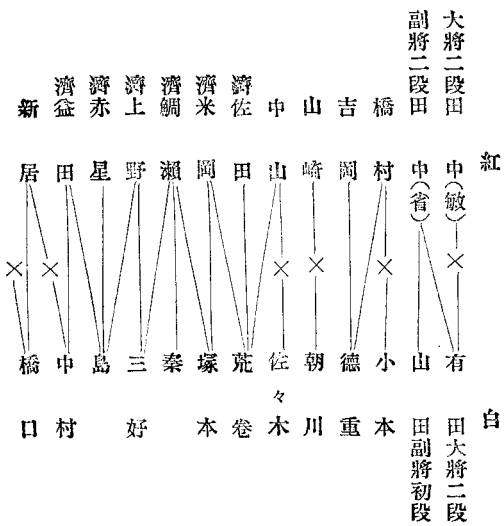 紅 白
大將二段田中(敏) 有田大將二段
副將二段田中(省) 山田副將初段
橋村 小本
吉岡 德重
山崎 朝川
中山 佐々木
濟佐田 荒卷
濟米岡 塚本
濟鯛瀬 秦
濟上野 三好
濟赤星 島
濟益田 中村
新居 橋口